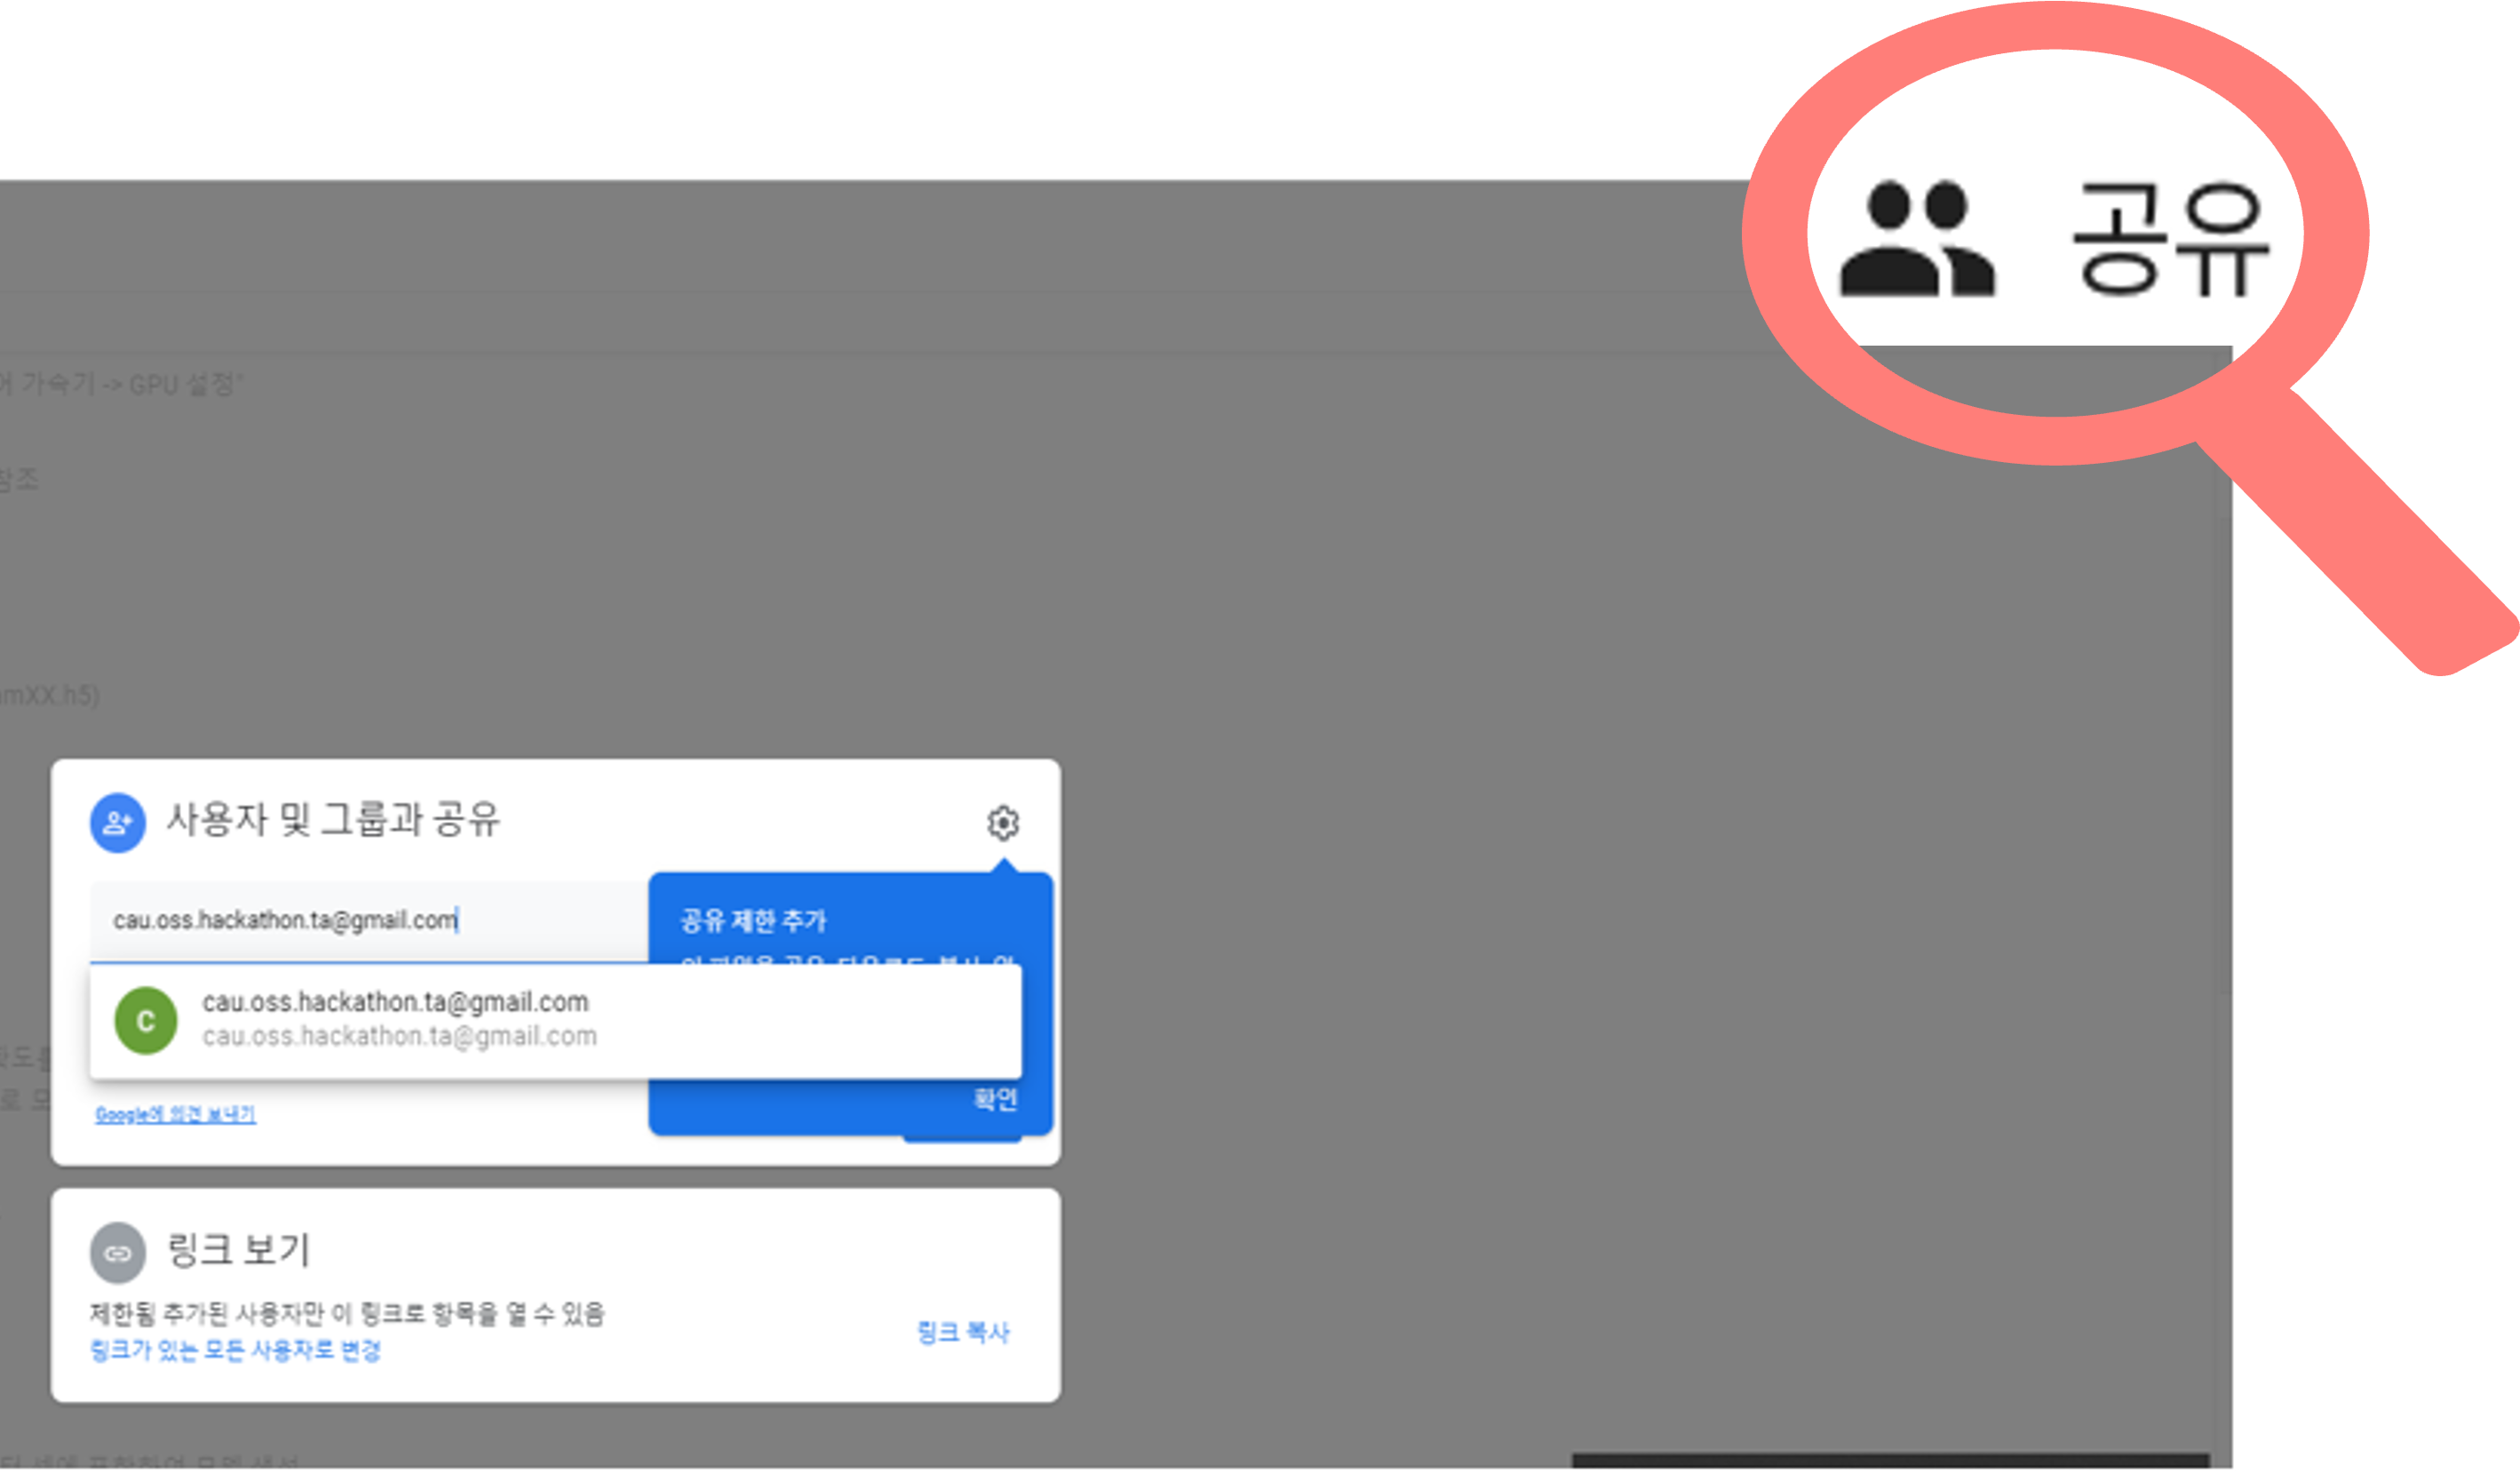 공유
어 가속기 -> GPU 설정"
참조
mXX.h5)
사용자 및 그룹과 공유
cau.oss.hackathon.ta@gmail.com
공유 제한 추가
cau.oss.hackathon.ta@gmail.com
cau.oss.hackathon.ta@gmail.com
확인
Google에 의견 보내기
링크 보기
제한됨 추가된 사용자만 이 링크로 항목을 열 수 있음
링크가 있는 모든 사용자로 변경
링크 복사